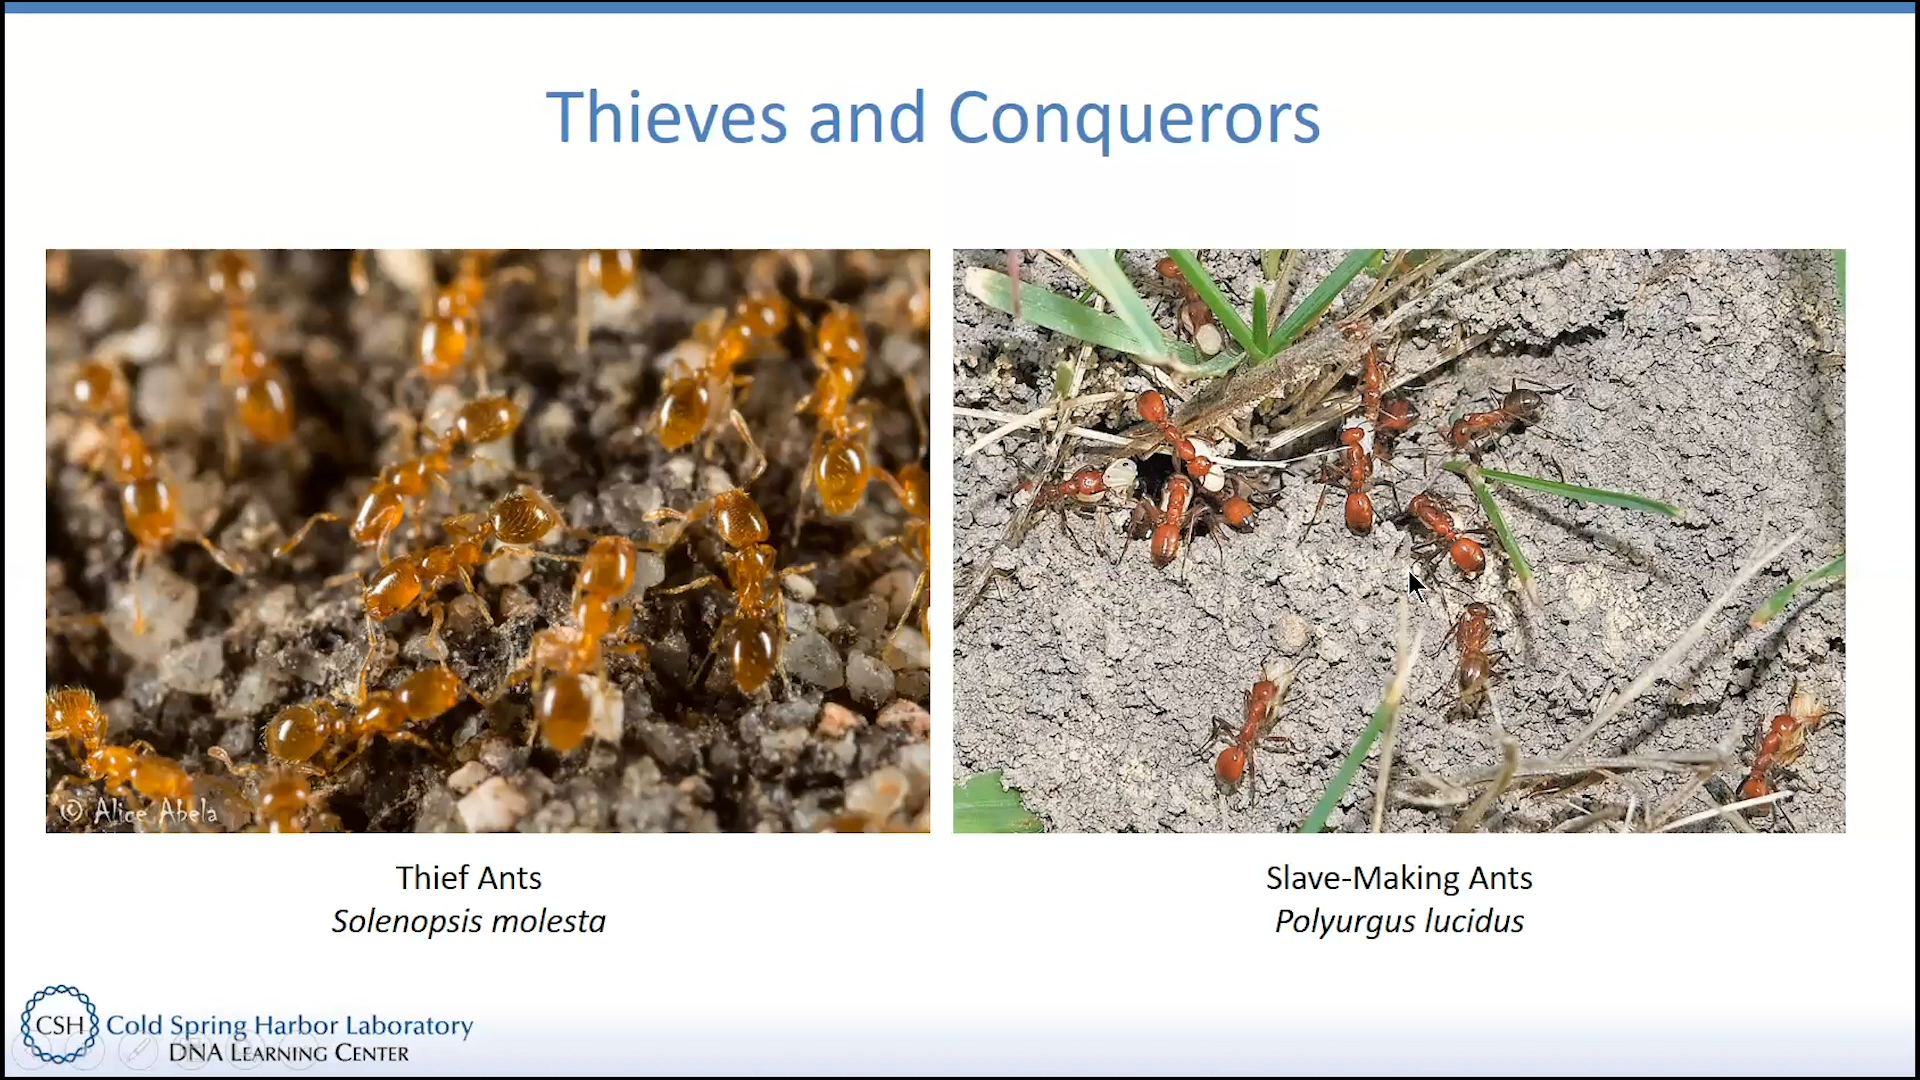 Thieves and Conquerors
© Alice Abela
Thief Ants
Solenopsis molesta
Slave-Making Ants
Polyurgus lucidus
CSH
Cold Spring Harbor Laboratory
DNA LEARNING CENTER